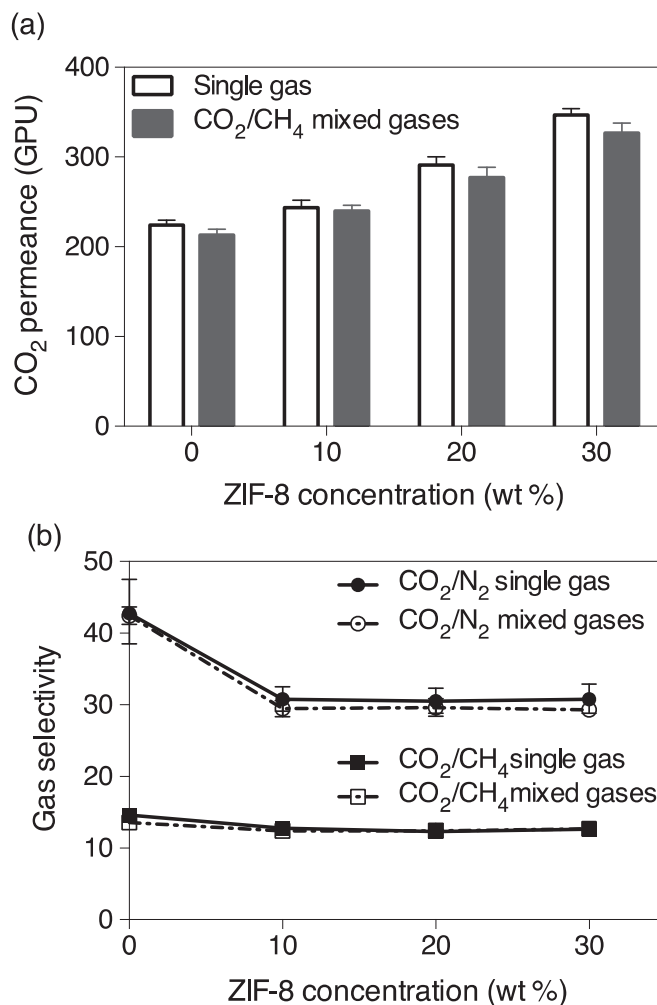 (a)
400
300
200
100
0
CO₂ permeance (GPU)
Single gas
CO₂/CH₄ mixed gases
0 10 20 30
ZIF-8 concentration (wt %)
(b)
50
40
30
20
10
0
Gas selectivity
CO₂/N₂ single gas
CO₂/N₂ mixed gases
CO₂/CH₄ single gas
CO₂/CH₄ mixed gases
0 10 20 30
ZIF-8 concentration (wt %)